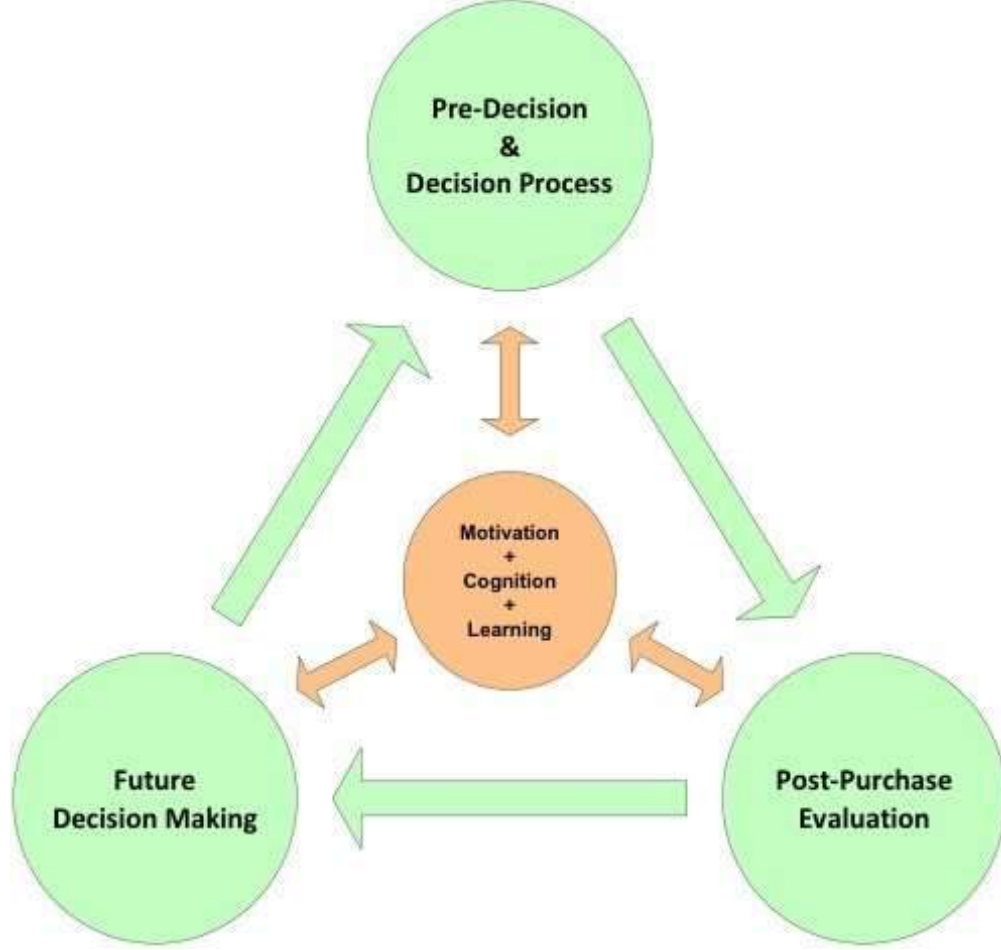 Pre-Decision
&
Decision Process
Motivation
+
Cognition
+
Learning
Future
Decision Making
Post-Purchase
Evaluation